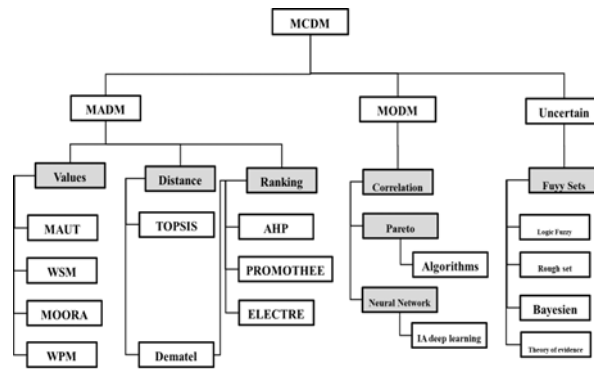 MCDM
MADM
MODM
Uncertain
Values
Distance
Ranking
Correlation
Fuyy Sets
MAUT
TOPSIS
AHP
Pareto
Logic Fuzzy
WSM
PROMOTHEE
Algorithms
Rough set
MOORA
ELECTRE
Neural Network
Bayesien
WPM
Dematel
IA deep learning
Theory of evidence